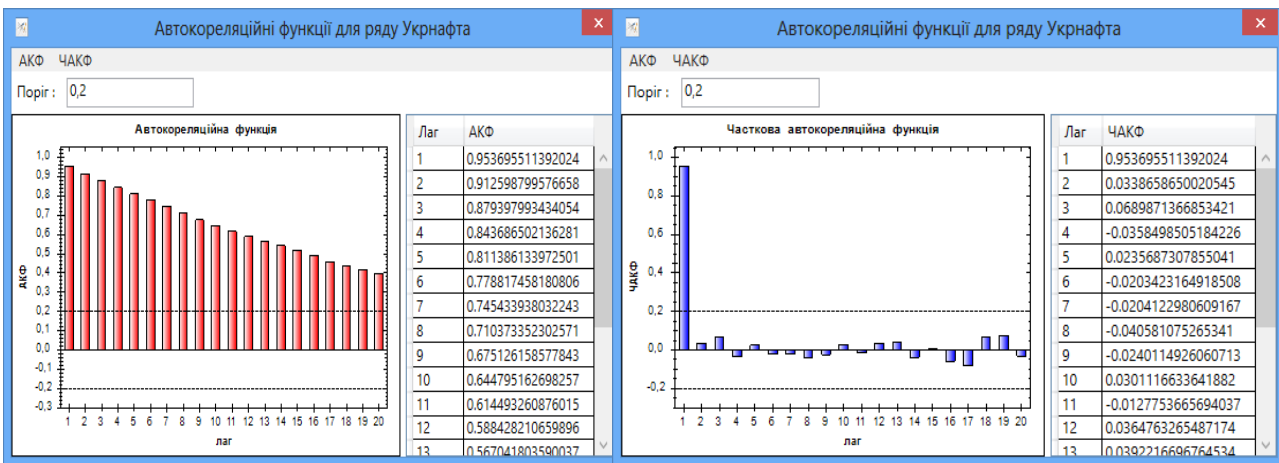 Автокореляційні функції для ряду Укрнафта
АКФ ЧАКФ
Поріг : 0,2
Автокореляційна функція
АКФ
1,0
0,9
0,8
0,7
0,6
0,5
0,4
0,3
0,2
0,1
0,0
-0,1
-0,2
-0,3
1 2 3 4 5 6 7 8 9 10 11 12 13 14 15 16 17 18 19 20
лаг
Лаг АКФ
1 0.953695511392024
2 0.912598799576658
3 0.879397993434054
4 0.843686502136281
5 0.811386133972501
6 0.778817458180806
7 0.745433938032243
8 0.710373352302571
9 0.675126158577843
10 0.644795162698257
11 0.614493260876015
12 0.588428210659896
13 0.567041803590037
Автокореляційні функції для ряду Укрнафта
АКФ ЧАКФ
Поріг : 0,2
Часткова автокореляційна функція
ЧАКФ
1,0
0,8
0,6
0,4
0,2
0,0
-0,2
1 2 3 4 5 6 7 8 9 10 11 12 13 14 15 16 17 18 19 20
лаг
Лаг ЧАКФ
1 0.953695511392024
2 0.0338658650020545
3 0.0689871366853421
4 -0.0358498505184226
5 0.0235687307855041
6 -0.0203423164918508
7 -0.0204122980609167
8 -0.040581075265341
9 -0.0240114926060713
10 0.0301116633641882
11 -0.0127753665694037
12 0.0364763265487174
13 0.0392216696764534